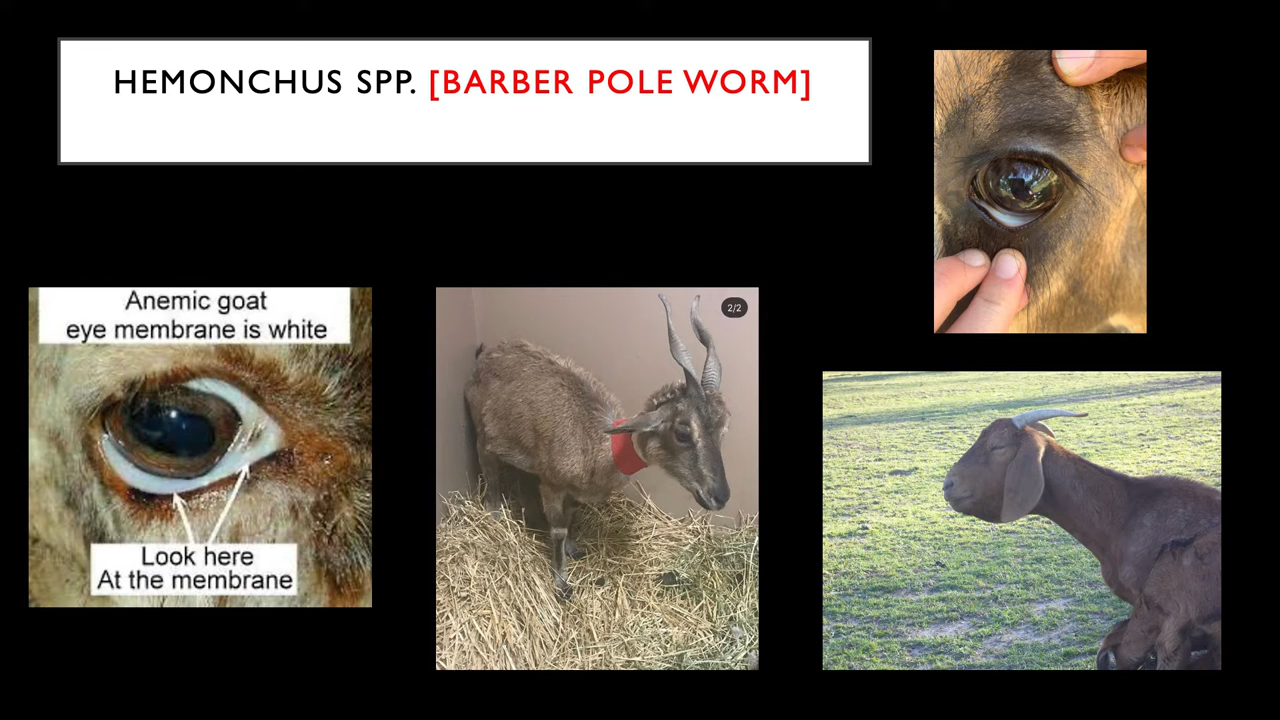 HEMONCHUS SPP. [BARBER POLE WORM]
Anemic goat
eye membrane is white
Look here
At the membrane
2/2